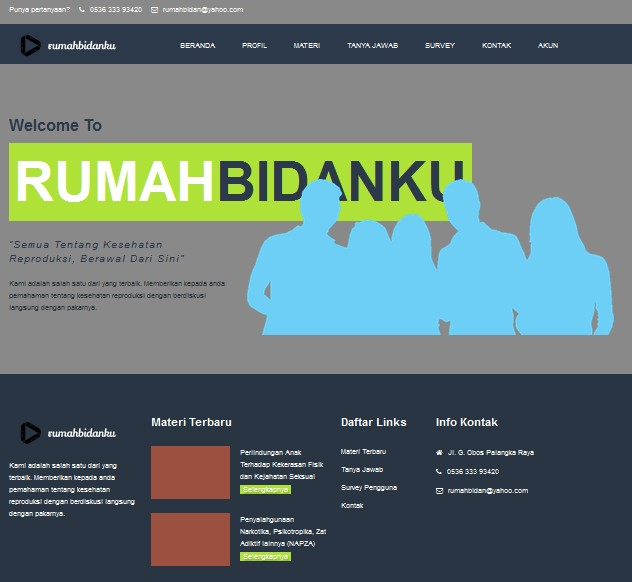 Punya pertanyaan? 0536 333 93420 rumahbidan@yahoo.com
rumahbidanku BERANDA PROFIL MATERI TANYA JAWAB SURVEY KONTAK AKUN
Welcome To
RUMAHBIDANKU
"Semua Tentang Kesehatan
Reproduksi, Berawal Dari Sini"
Kami adalah salah satu dari yang terbaik. Memberikan kepada anda
pemahaman tentang kesehatan reproduksi dengan berdiskusi
langsung dengan pakarnya.
rumahbidanku
Kami adalah salah satu dari yang
terbaik. Memberikan kepada anda
pemahaman tentang kesehatan
reproduksi dengan berdiskusi langsung
dengan pakarnya.
Materi Terbaru
Perlindungan Anak
Terhadap Kekerasan Fisik
dan Kejahatan Seksual
Selengkapnya
Penyalahgunaan
Narkotika, Psikotropika, Zat
Adiktif lainnya (NAPZA)
Selengkapnya
Daftar Links
Materi Terbaru
Tanya Jawab
Survey Pengguna
Kontak
Info Kontak
Jl. G. Obos Palangka Raya
0536 333 93420
rumahbidan@yahoo.com